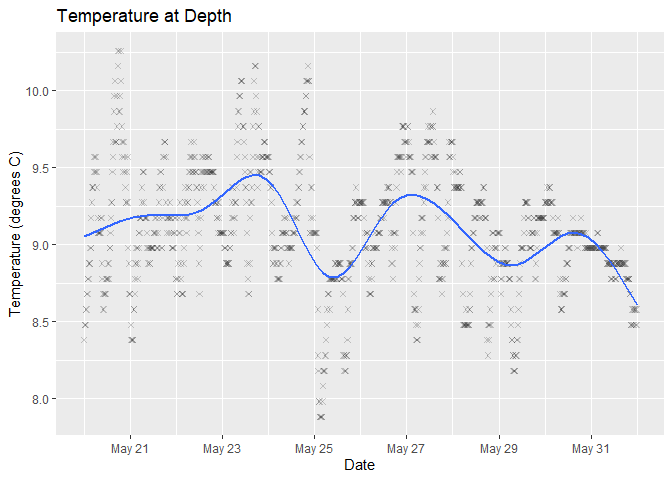 Temperature at Depth
Temperature (degrees C)
10.0
9.5
9.0
8.5
8.0
May 21 May 23 May 25 May 27 May 29 May 31
Date